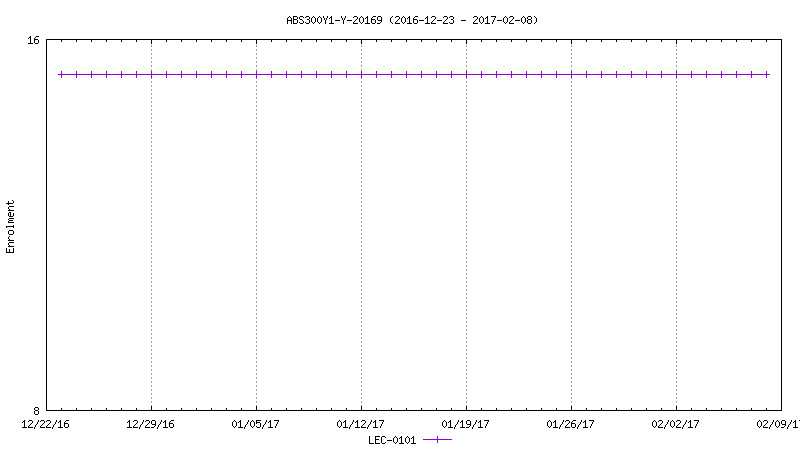 ABS300Y1-Y-20169 (2016-12-23 - 2017-02-08)
16
Enrolment
8
12/22/16 12/29/16 01/05/17 01/12/17 01/19/17 01/26/17 02/02/17 02/09/1
LEC-0101